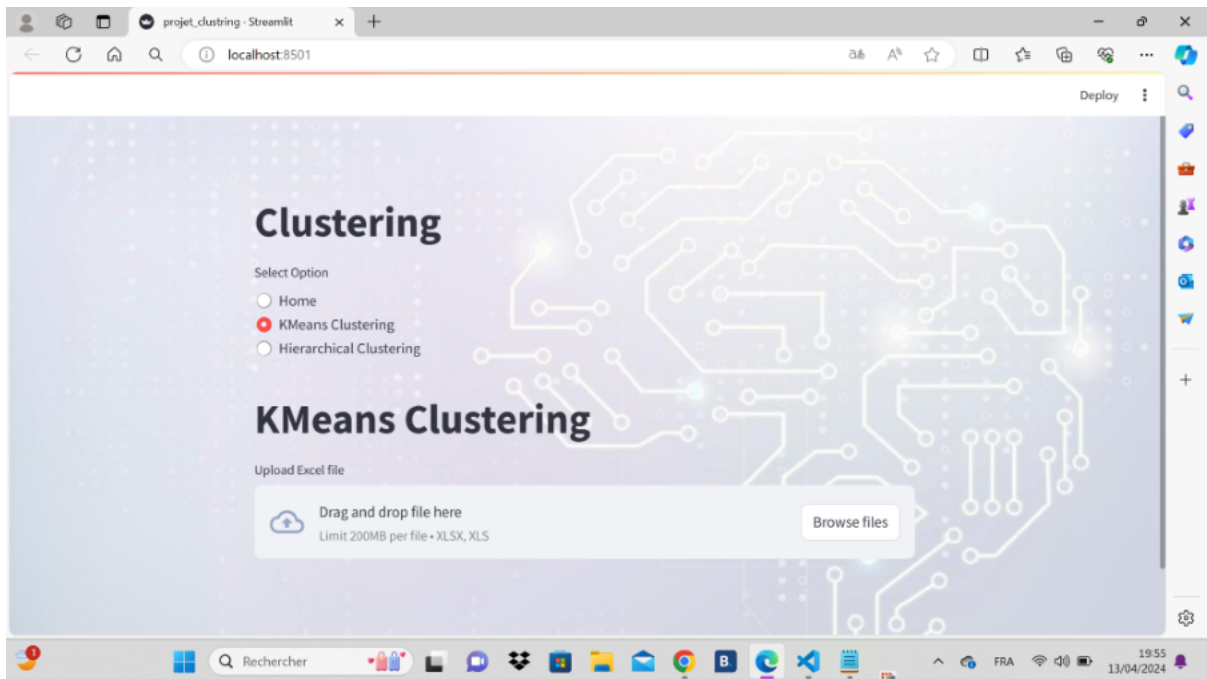 projet_clustring · Streamlit
localhost:8501
Deploy
Clustering
Select Option
Home
KMeans Clustering
Hierarchical Clustering
KMeans Clustering
Upload Excel file
Drag and drop file here
Limit 200MB per file • XLSX, XLS
Browse files
1
Rechercher
B.
FRA
19:55
13/04/2024